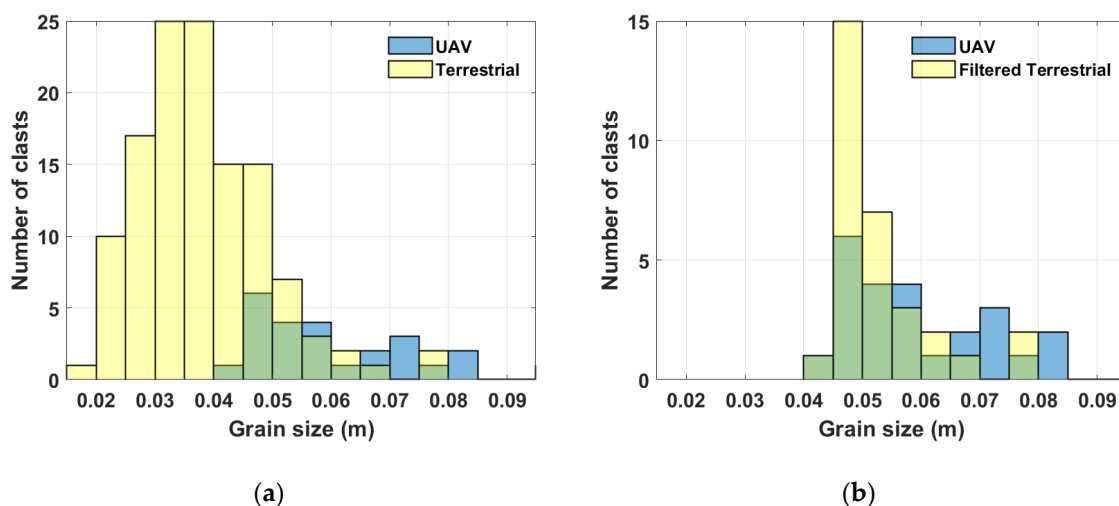 25
20
15
10
5
0
Number of clasts
UAV
Terrestrial
0.02 0.03 0.04 0.05 0.06 0.07 0.08 0.09
Grain size (m)
(a)
15
10
5
0
Number of clasts
UAV
Filtered Terrestrial
0.02 0.03 0.04 0.05 0.06 0.07 0.08 0.09
Grain size (m)
(b)